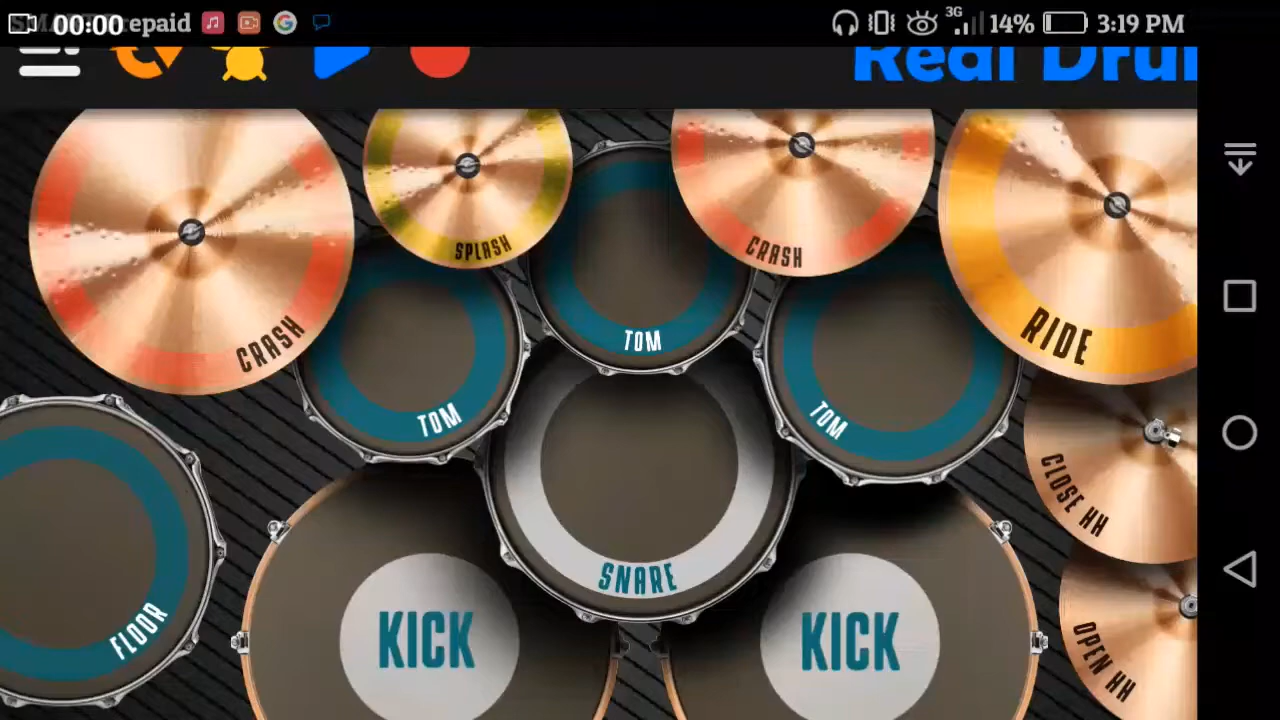 00:00 epaid 3G 14% 3:19 PM
Real Dru
SPLASH
CRASH
CRASH
RIDE
TOM
TOM
TOM
CLOSE HH
SNARE
FLOOR
KICK
KICK
OPEN HH